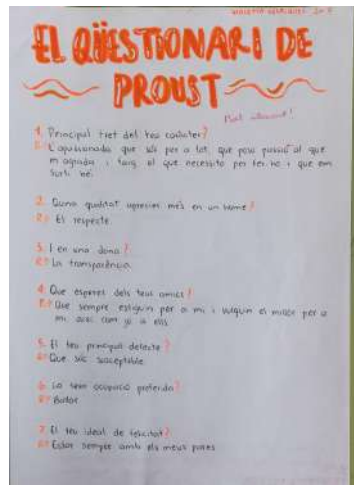 EL QÜESTIONARI DE
PROUST
1. Principal tret del teu caràcter?
R: L'apasionada que sóc per a tot, que poso passió al que
m'agrada i faig el que necessito per fer-ho i que em
surti bé.
2. Quina qualitat aprecies més en un home?
R: El respecte.
3. I en una dona?
R: La transparència.
4. Que esperes dels teus amics?
R: Que sempre estiguin per a mi i vulguin el millor per a
mi, així com jo a ells.
5. El teu principal defecte?
R: Que sóc susceptible.
6. La teva ocupació preferida?
R: Ballar.
7. El teu ideal de felicitat?
R: Estar sempre amb els meus pares.